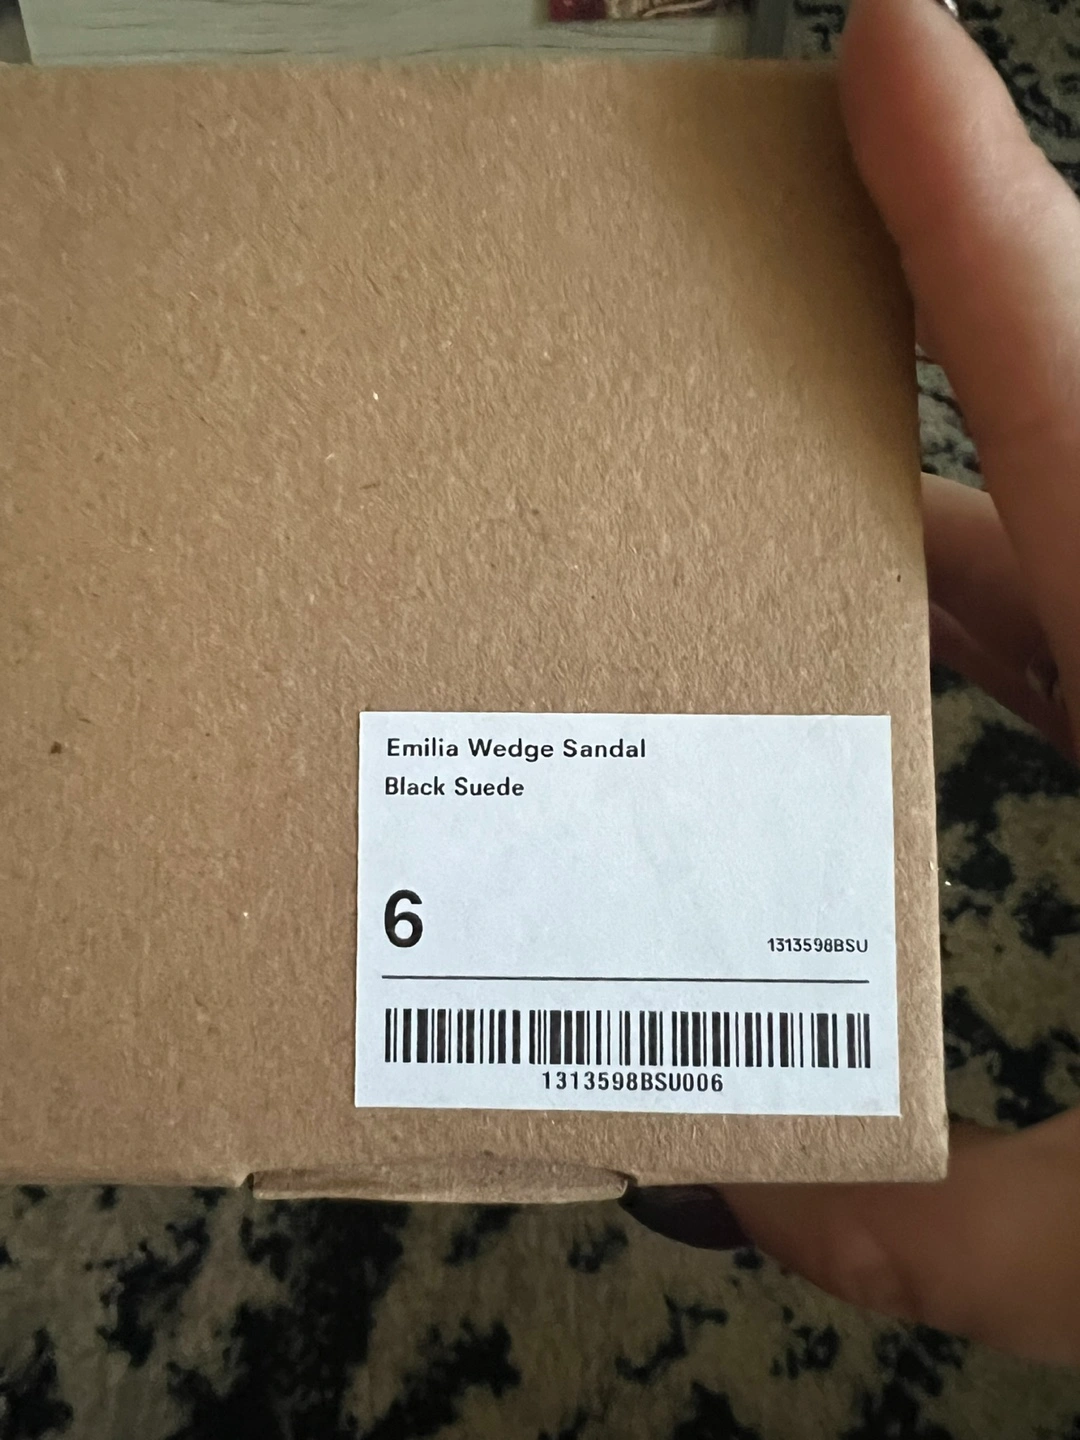 Emilia Wedge Sandal
Black Suede
6
1313598BSU
1313598BSU006